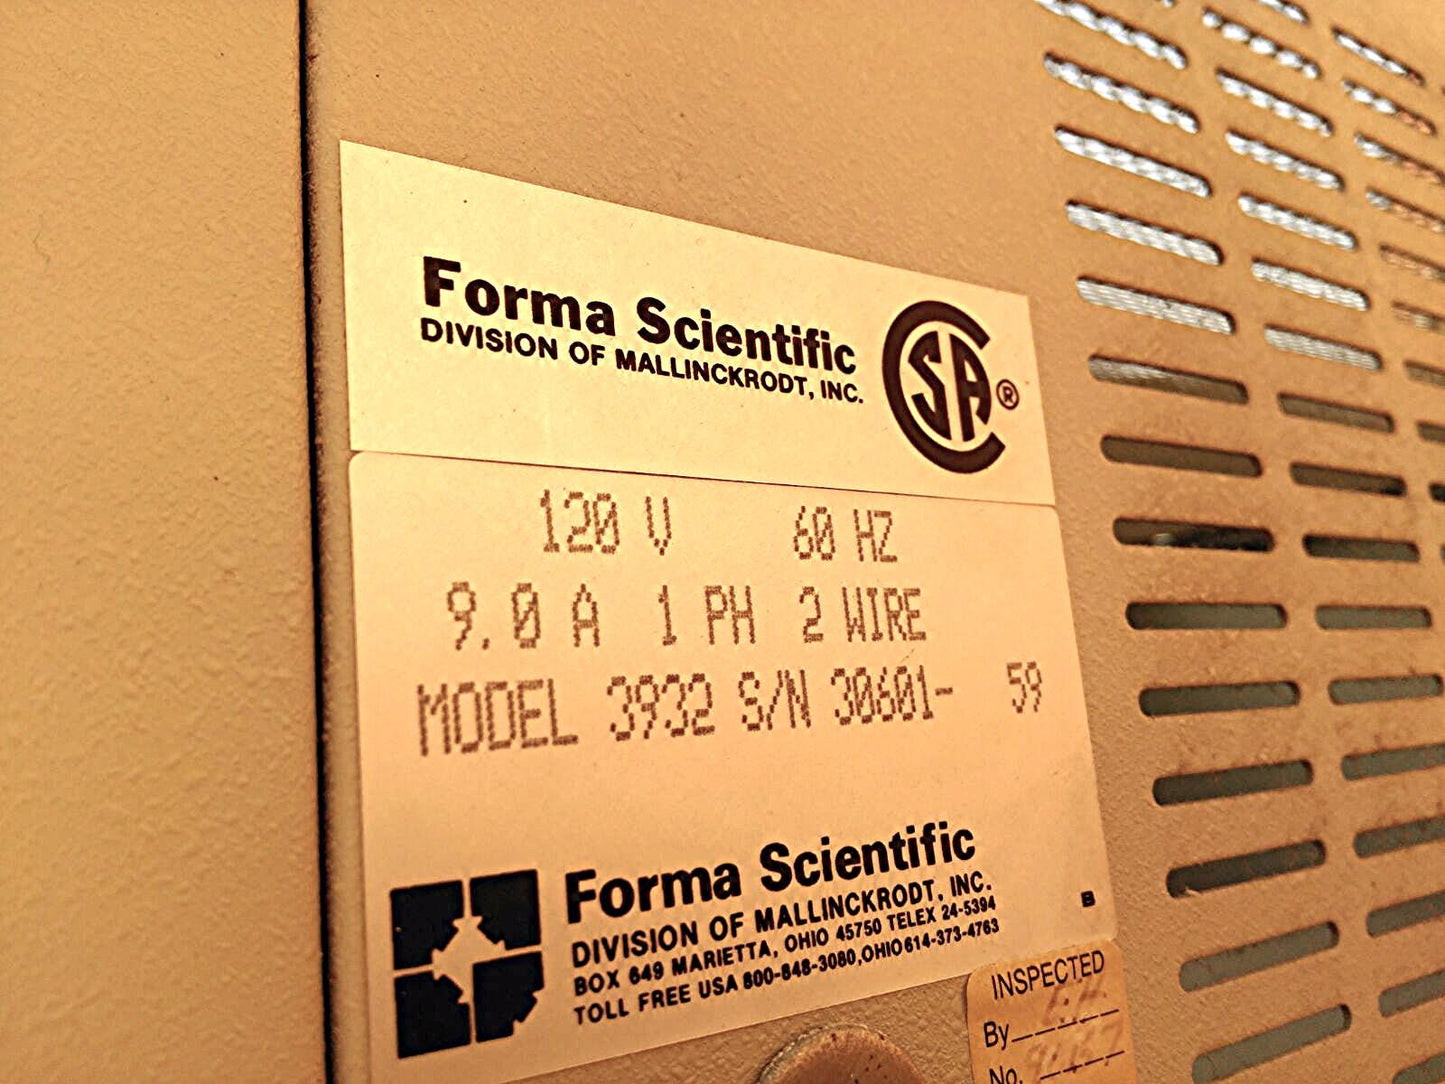 Forma Scientific
DIVISION OF MALLINCKRODT, INC.
CSA®
120 V 60 HZ
9.0 A 1 PH 2 WIRE
MODEL 3932 S/N 30601- 59
Forma Scientific
DIVISION OF MALLINCKRODT, INC.
BOX 649 MARIETTA, OHIO 45750 TELEX 24-5394
TOLL FREE USA 800-848-3080, OHIO 614-373-4763
B
INSPECTED
By
No.